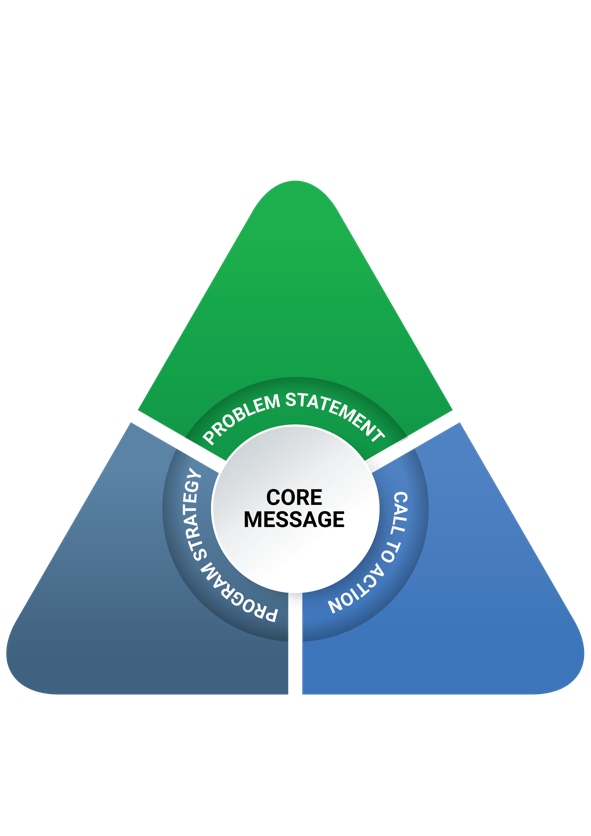 PROBLEM STATEMENT
CORE
MESSAGE
CALL TO ACTION
PROGRAM STRATEGY